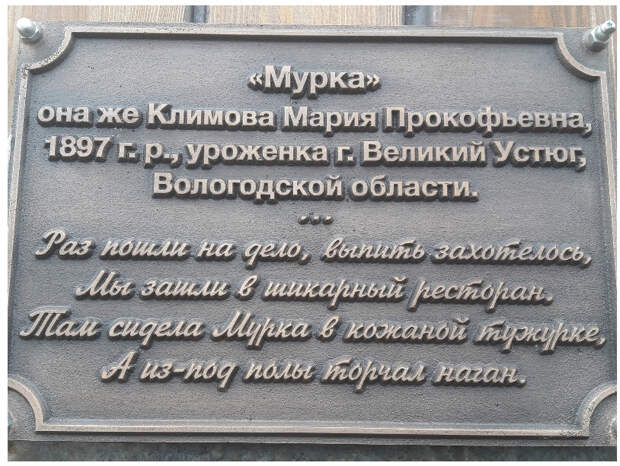 «Мурка»
она же Климова Мария Прокофьевна,
1897 г. р., уроженка г. Великий Устюг,
Вологодской области.
...
Раз пошли на дело, выпить захотелось,
Мы зашли в шикарный ресторан.
Там сидела Мурка в кожаной тужурке,
А из-под полы торчал наган.